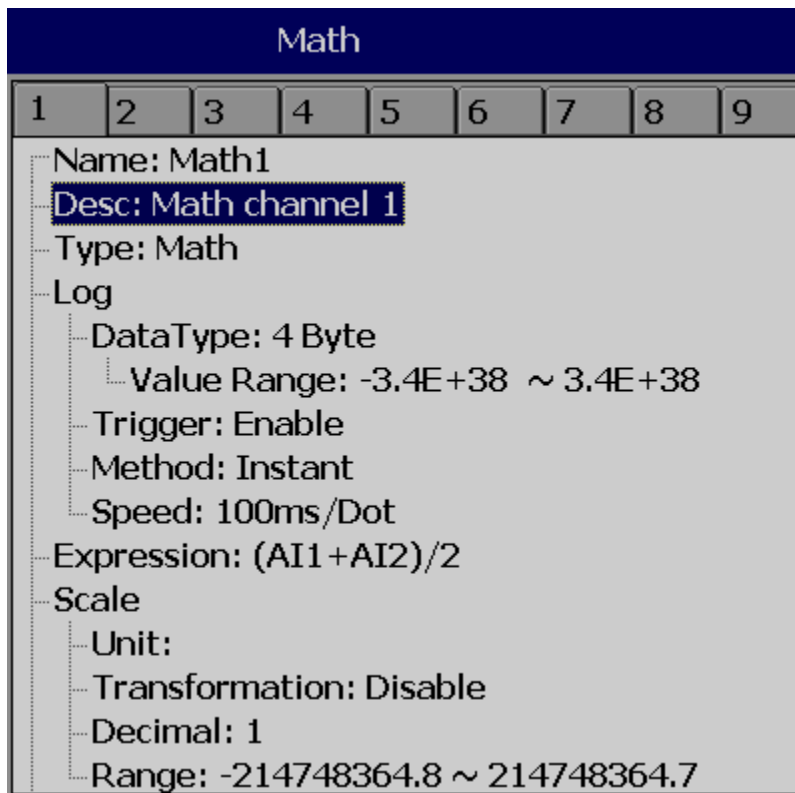 Math
1 2 3 4 5 6 7 8 9
Name: Math1
Desc: Math channel 1
Type: Math
Log
DataType: 4 Byte
Value Range: -3.4E+38 ~ 3.4E+38
Trigger: Enable
Method: Instant
Speed: 100ms/Dot
Expression: (AI1+AI2)/2
Scale
Unit:
Transformation: Disable
Decimal: 1
Range: -214748364.8 ~ 214748364.7